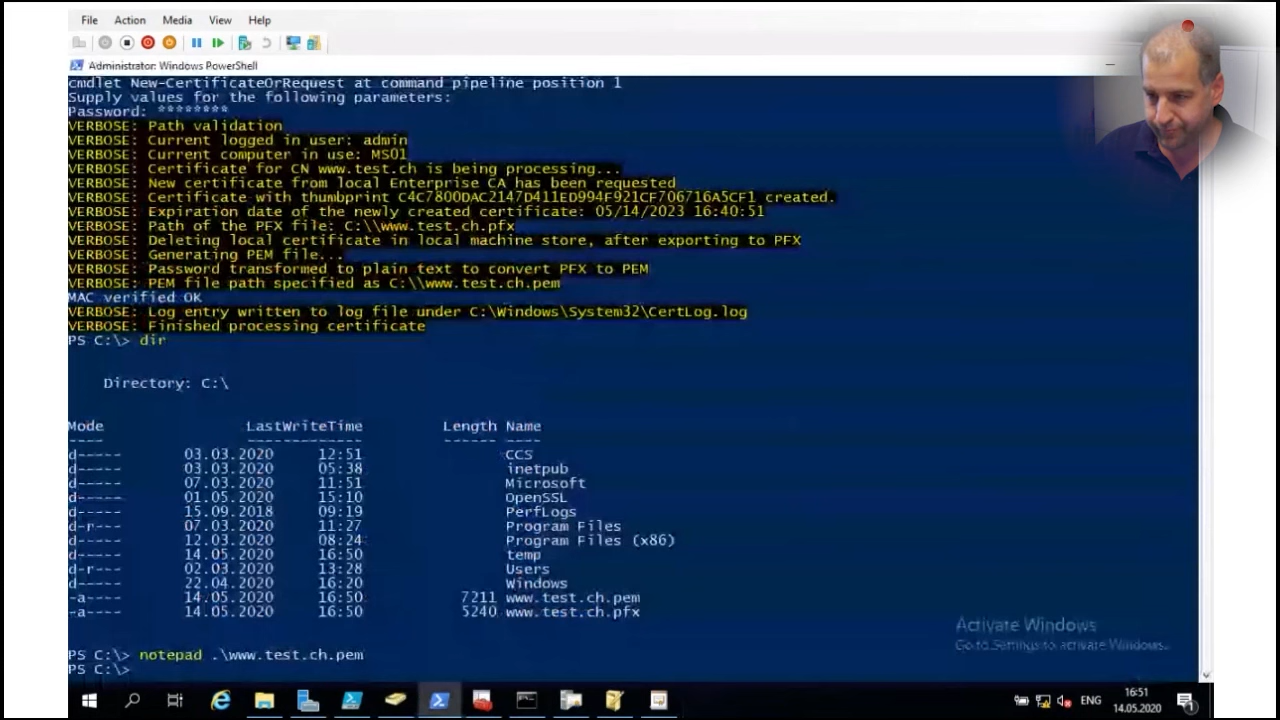 File Action Media View Help
Administrator: Windows PowerShell
cmdlet New-CertificateOrRequest at command pipeline position 1
Supply values for the following parameters:
Password: ********
VERBOSE: Path validation
VERBOSE: Current logged in user: admin
VERBOSE: Current computer in use: MS01
VERBOSE: Certificate for CN www.test.ch is being processing...
VERBOSE: New certificate from local Enterprise CA has been requested
VERBOSE: Certificate with thumbprint C4C7800DAC2147D411ED994F921CF706716A5CF1 created.
VERBOSE: Expiration date of the newly created certificate: 05/14/2023 16:40:51
VERBOSE: Path of the PFX file: C:\\www.test.ch.pfx
VERBOSE: Deleting local certificate in local machine store, after exporting to PFX
VERBOSE: Generating PEM file...
VERBOSE: Password transformed to plain text to convert PFX to PEM
VERBOSE: PEM file path specified as C:\\www.test.ch.pem
MAC verified OK
VERBOSE: Log entry written to log file under C:\Windows\System32\CertLog.log
VERBOSE: Finished processing certificate
PS C:\> dir
Directory: C:\
Mode LastWriteTime Length Name
---- ------------- ------ ----
d----- 03.03.2020 12:51 CCS
d----- 03.03.2020 05:38 inetpub
d----- 07.03.2020 11:51 Microsoft
d----- 01.05.2020 15:10 OpenSSL
d----- 15.09.2018 09:19 PerfLogs
d-r--- 07.03.2020 11:27 Program Files
d----- 12.03.2020 08:24 Program Files (x86)
d----- 14.05.2020 16:50 temp
d-r--- 02.03.2020 13:28 Users
d----- 22.04.2020 16:20 Windows
-a---- 14.05.2020 16:50 7211 www.test.ch.pem
-a---- 14.05.2020 16:50 5240 www.test.ch.pfx
PS C:\> notepad .\www.test.ch.pem
PS C:\>
Activate Windows
Go to Settings to activate Windows.
ENG
16:51
14.05.2020
1